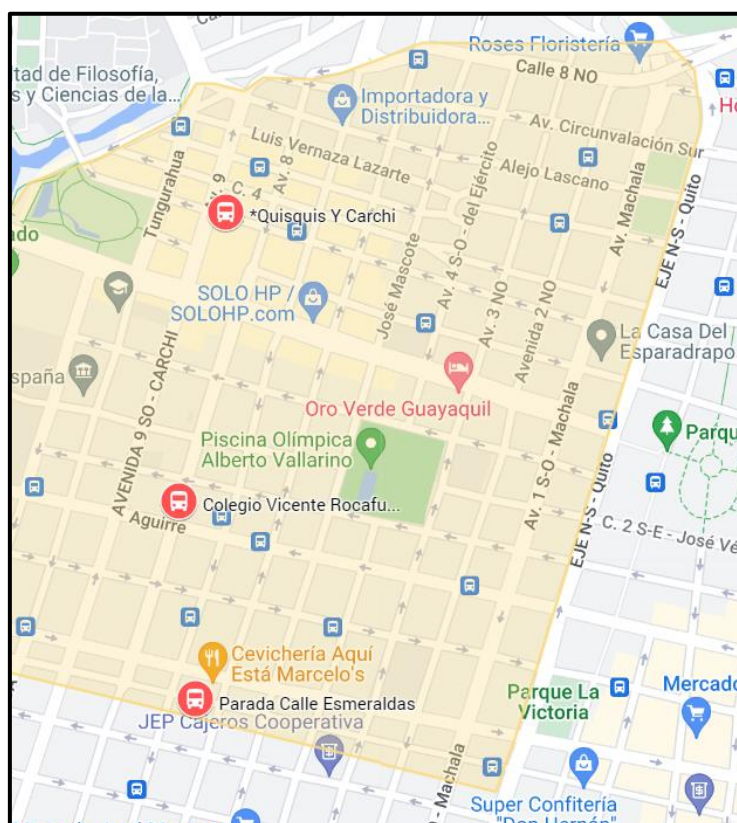 Roses Floristería
Calle 8 NO
tad de Filosofía,
s y Ciencias de la...
Importadora y
Distribuidora...
Av. Circunvalación Sur
Luis Vernaza Lazarte
Alejo Lascano
Av. 9
Av. 8
C. 4
Tungurahua
*Quisquis Y Carchi
Av. 4 S-O - del Ejército
Av. Machala
EJE N-S - Quito
José Mascote
Av. 3 NO
Avenida 2 NO
SOLO HP /
SOLOHP.com
La Casa Del
Esparadrapo
spaña
Oro Verde Guayaquil
AVENIDA 9 SO - CARCHI
Piscina Olímpica
Alberto Vallarino
Parqu
Av. 1 S-O - Machala
EJE N-S - Quito
Colegio Vicente Rocafu...
Aguirre
C. 2 S-E - José Vé
Cevichería Aquí
Está Marcelo's
Parada Calle Esmeraldas
JEP Cajeros Cooperativa
Parque La
Victoria
Mercado
- Machala
Super Confitería